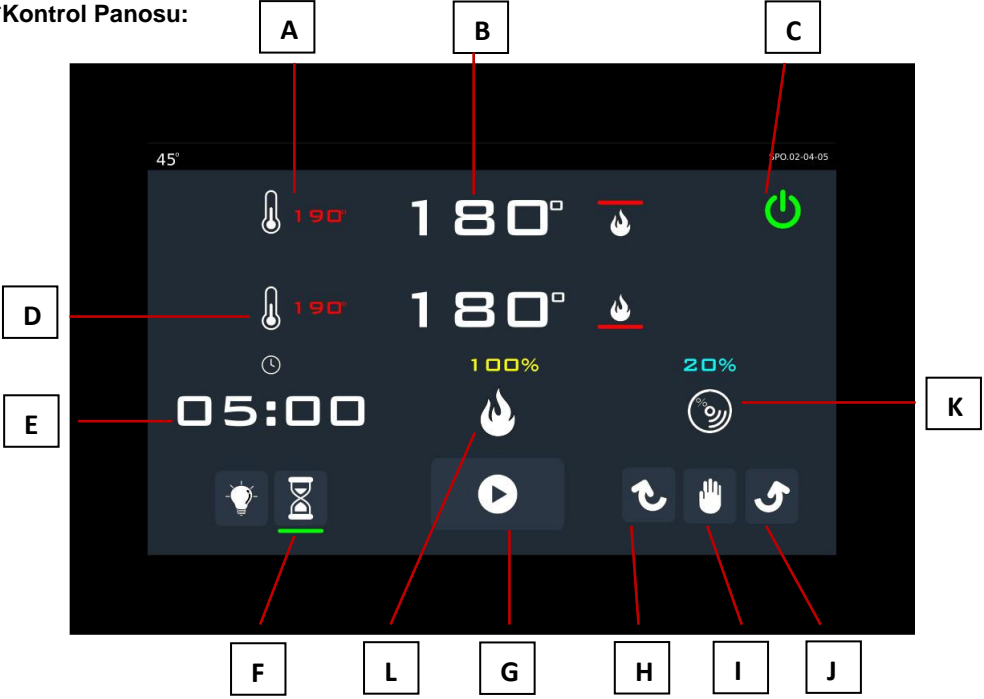 Kontrol Panosu:
A B C
45° SPO.02-04-05
190° 180°
D 190° 180°
100% 20%
E 05:00 K
F L G H I J